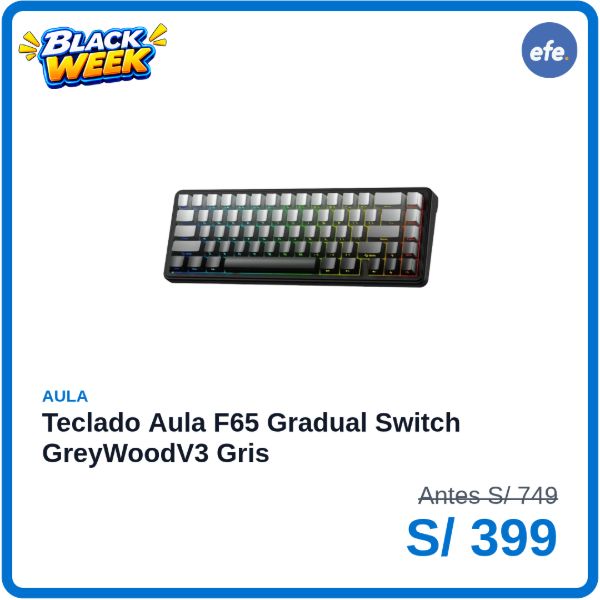 BLACK
WEEK
efe.
AULA
Teclado Aula F65 Gradual Switch
GreyWoodV3 Gris
Antes S/ 749
S/ 399